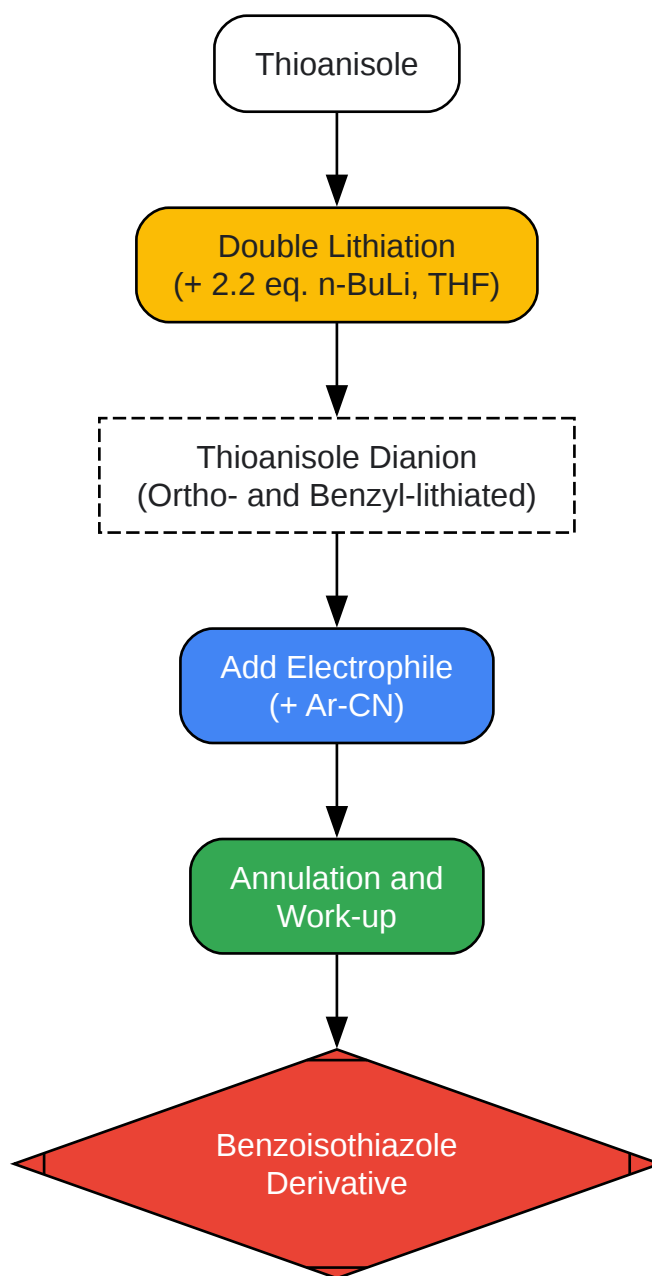 Thioanisole
Double Lithiation
(+ 2.2 eq. n-BuLi, THF)
Thioanisole Dianion
(Ortho- and Benzyl-lithiated)
Add Electrophile
(+ Ar-CN)
Annulation and
Work-up
Benzoisothiazole
Derivative